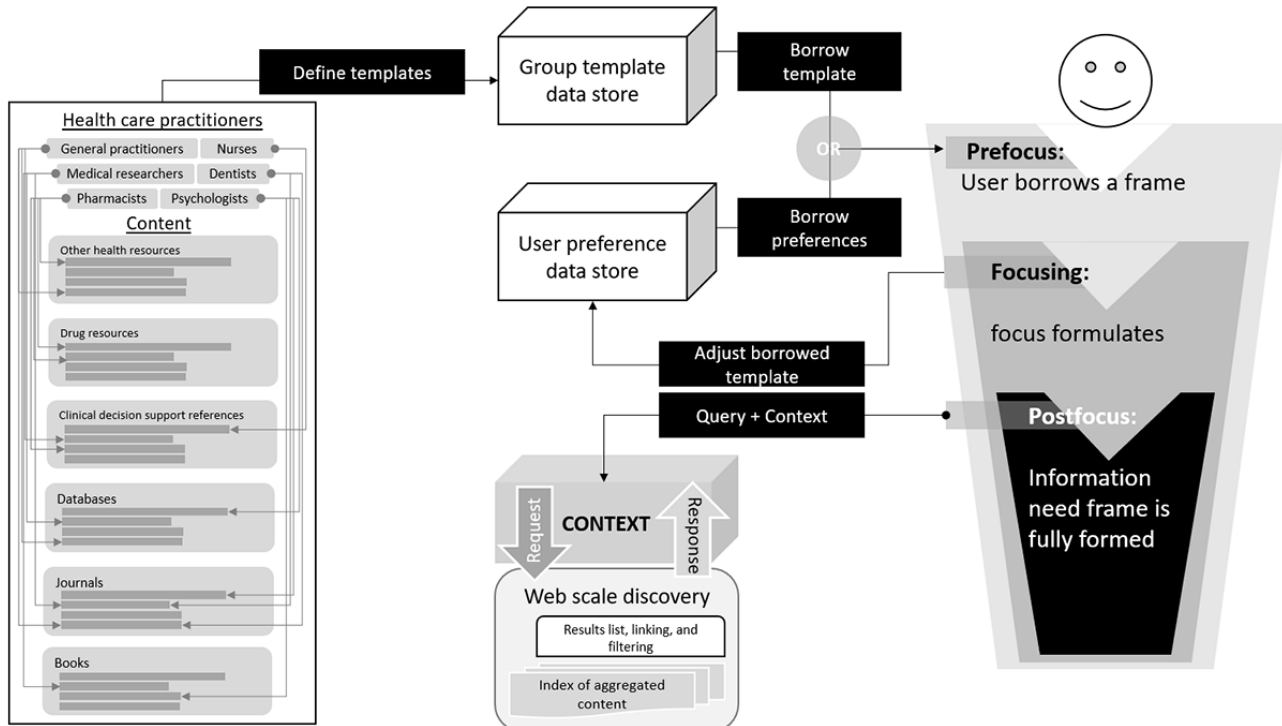 Health care practitioners
General practitioners
Nurses
Medical researchers
Dentists
Pharmacists
Psychologists
Content
Other health resources
Drug resources
Clinical decision support references
Databases
Journals
Books
Define templates
Group template
data store
Borrow
template
OR
User preference
data store
Borrow
preferences
Adjust borrowed
template
Query + Context
Request
CONTEXT
Response
Web scale discovery
Results list, linking, and
filtering
Index of aggregated
content
Prefocus:
User borrows a frame
Focusing:
focus formulates
Postfocus:
Information
need frame is
fully formed